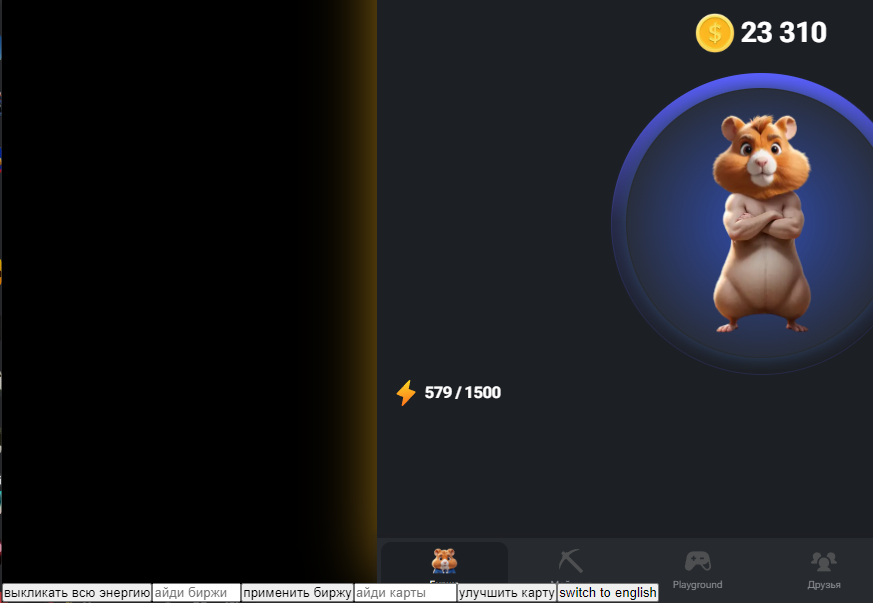 23 310
579 / 1500
Playground
Друзья
выкликать всю энергию айди биржи применить биржу айди карты улучшить карту switch to english